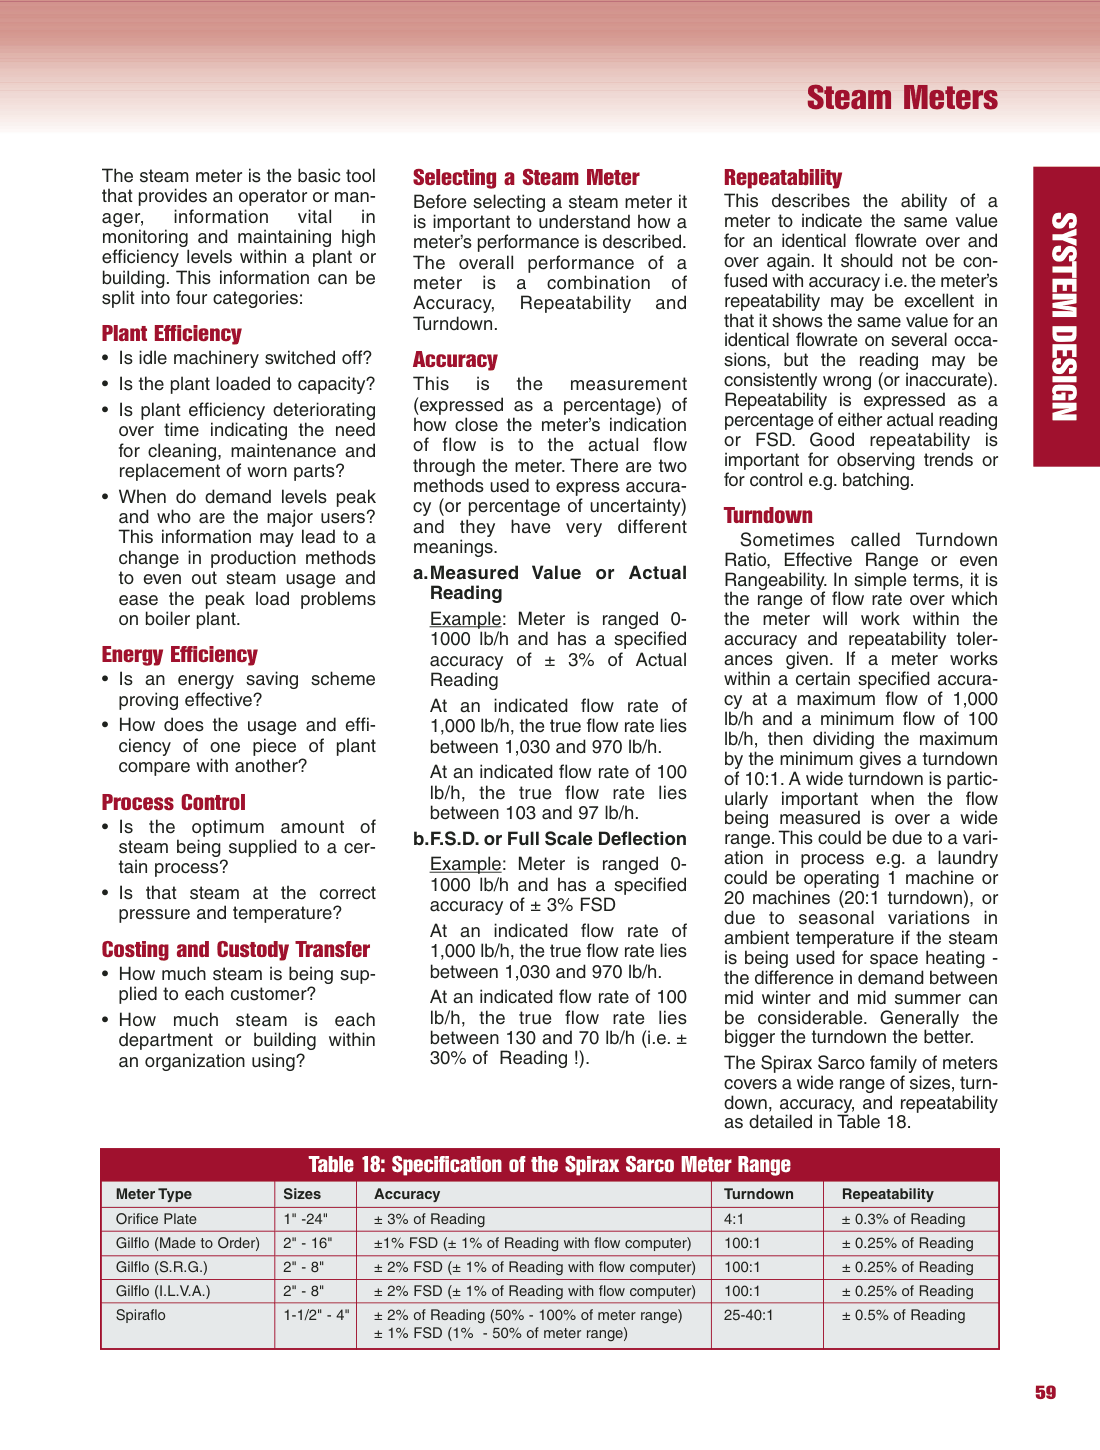 Steam Meters
The steam meter is the basic tool
that provides an operator or man-
ager, information vital in
monitoring and maintaining high
efficiency levels within a plant or
building. This information can be
split into four categories:
Plant Efficiency
• Is idle machinery switched off?
• Is the plant loaded to capacity?
• Is plant efficiency deteriorating
over time indicating the need
for cleaning, maintenance and
replacement of worn parts?
• When do demand levels peak
and who are the major users?
This information may lead to a
change in production methods
to even out steam usage and
ease the peak load problems
on boiler plant.
Energy Efficiency
• Is an energy saving scheme
proving effective?
• How does the usage and effi-
ciency of one piece of plant
compare with another?
Process Control
• Is the optimum amount of
steam being supplied to a cer-
tain process?
• Is that steam at the correct
pressure and temperature?
Costing and Custody Transfer
• How much steam is being sup-
plied to each customer?
• How much steam is each
department or building within
an organization using?
Selecting a Steam Meter
Before selecting a steam meter it
is important to understand how a
meter's performance is described.
The overall performance of a
meter is a combination of
Accuracy, Repeatability and
Turndown.
Accuracy
This is the measurement
(expressed as a percentage) of
how close the meter's indication
of flow is to the actual flow
through the meter. There are two
methods used to express accura-
cy (or percentage of uncertainty)
and they have very different
meanings.
a.Measured Value or Actual
Reading
Example: Meter is ranged 0-
1000 lb/h and has a specified
accuracy of ± 3% of Actual
Reading
At an indicated flow rate of
1,000 lb/h, the true flow rate lies
between 1,030 and 970 lb/h.
At an indicated flow rate of 100
lb/h, the true flow rate lies
between 103 and 97 lb/h.
b.F.S.D. or Full Scale Deflection
Example: Meter is ranged 0-
1000 lb/h and has a specified
accuracy of ± 3% FSD
At an indicated flow rate of
1,000 lb/h, the true flow rate lies
between 1,030 and 970 lb/h.
At an indicated flow rate of 100
lb/h, the true flow rate lies
between 130 and 70 lb/h (i.e. ±
30% of Reading !).
Repeatability
This describes the ability of a
meter to indicate the same value
for an identical flowrate over and
over again. It should not be con-
fused with accuracy i.e. the meter's
repeatability may be excellent in
that it shows the same value for an
identical flowrate on several occa-
sions, but the reading may be
consistently wrong (or inaccurate).
Repeatability is expressed as a
percentage of either actual reading
or FSD. Good repeatability is
important for observing trends or
for control e.g. batching.
Turndown
Sometimes called Turndown
Ratio, Effective Range or even
Rangeability. In simple terms, it is
the range of flow rate over which
the meter will work within the
accuracy and repeatability toler-
ances given. If a meter works
within a certain specified accura-
cy at a maximum flow of 1,000
lb/h and a minimum flow of 100
lb/h, then dividing the maximum
by the minimum gives a turndown
of 10:1. A wide turndown is partic-
ularly important when the flow
being measured is over a wide
range. This could be due to a vari-
ation in process e.g. a laundry
could be operating 1 machine or
20 machines (20:1 turndown), or
due to seasonal variations in
ambient temperature if the steam
is being used for space heating -
the difference in demand between
mid winter and mid summer can
be considerable. Generally the
bigger the turndown the better.
The Spirax Sarco family of meters
covers a wide range of sizes, turn-
down, accuracy, and repeatability
as detailed in Table 18.
SYSTEM DESIGN
Table 18: Specification of the Spirax Sarco Meter Range
Meter Type Sizes Accuracy Turndown Repeatability
Orifice Plate 1" -24" ± 3% of Reading 4:1 ± 0.3% of Reading
Gilflo (Made to Order) 2" - 16" ±1% FSD (± 1% of Reading with flow computer) 100:1 ± 0.25% of Reading
Gilflo (S.R.G.) 2" - 8" ± 2% FSD (± 1% of Reading with flow computer) 100:1 ± 0.25% of Reading
Gilflo (I.L.V.A.) 2" - 8" ± 2% FSD (± 1% of Reading with flow computer) 100:1 ± 0.25% of Reading
Spiraflo 1-1/2" - 4" ± 2% of Reading (50% - 100% of meter range) 25-40:1 ± 0.5% of Reading
± 1% FSD (1% - 50% of meter range)
59